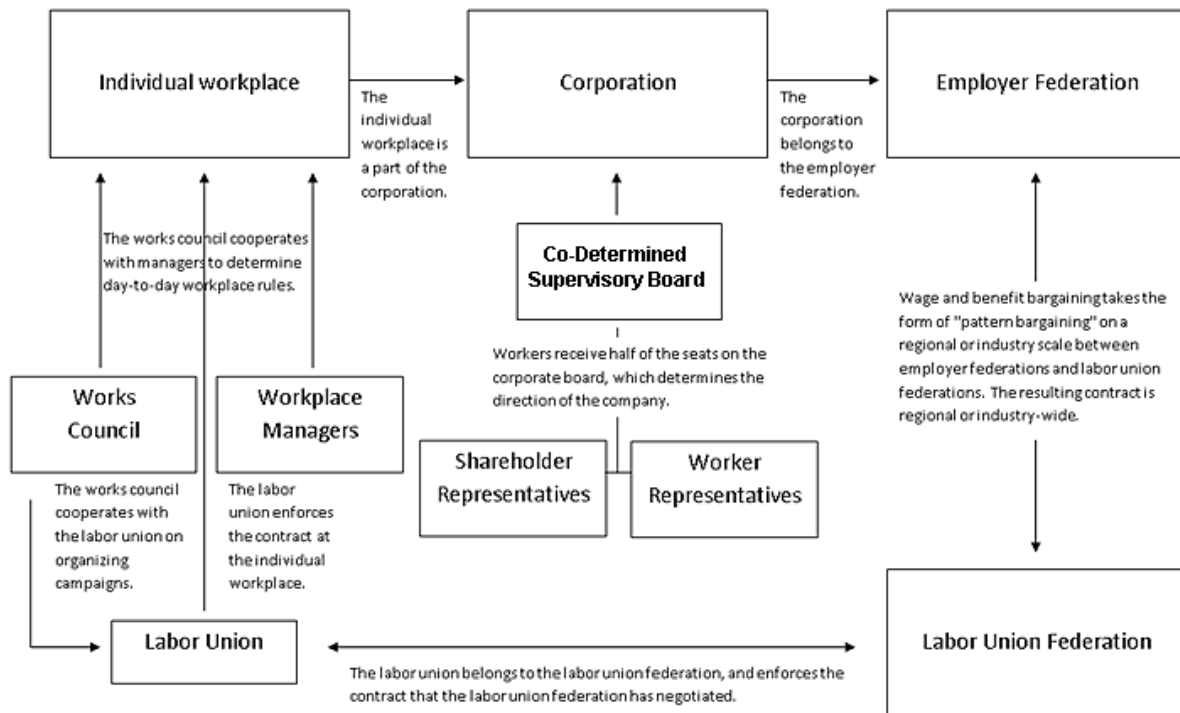 Individual workplace
Corporation
Employer Federation
The
individual
workplace is
a part of the
corporation.
The
corporation
belongs to
the employer
federation.
The works council cooperates
with managers to determine
day-to-day workplace rules.
Co-Determined
Supervisory Board
Wage and benefit bargaining takes the
form of "pattern bargaining" on a
regional or industry scale between
employer federations and labor union
federations. The resulting contract is
regional or industry-wide.
Workers receive half of the seats on the
corporate board, which determines the
direction of the company.
Works
Council
Workplace
Managers
Shareholder
Representatives
Worker
Representatives
The works council
cooperates with
the labor union on
organizing
campaigns.
The labor
union enforces
the contract at
the individual
workplace.
Labor Union
Labor Union Federation
The labor union belongs to the labor union federation, and enforces the
contract that the labor union federation has negotiated.